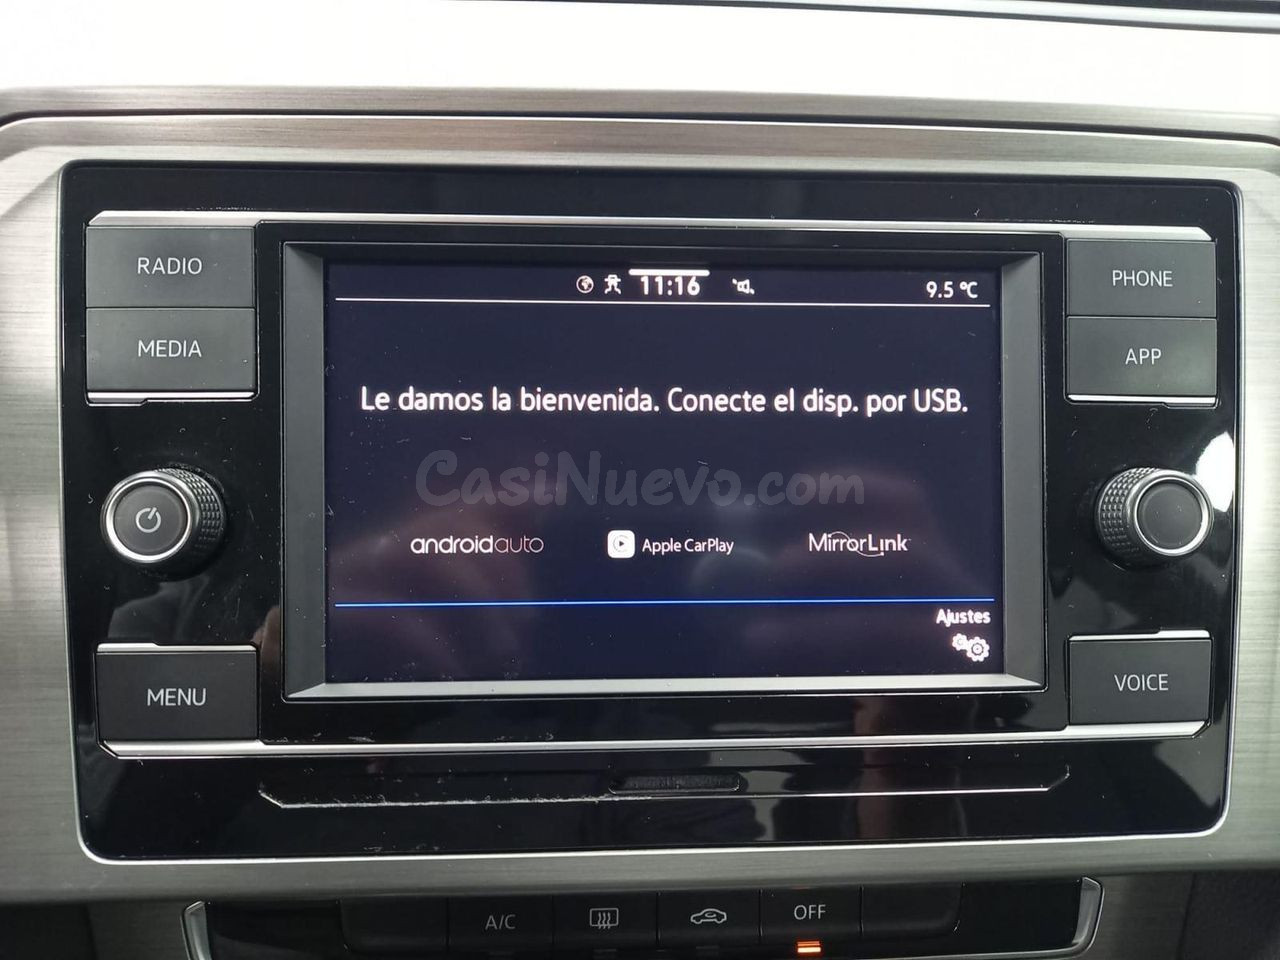 RADIO
MEDIA
MENU
11:16
9.5 °C
Le damos la bienvenida. Conecte el disp. por USB.
CasiNuevo.com
androidauto
Apple CarPlay
MirrorLink
Ajustes
PHONE
APP
VOICE
A/C
OFF